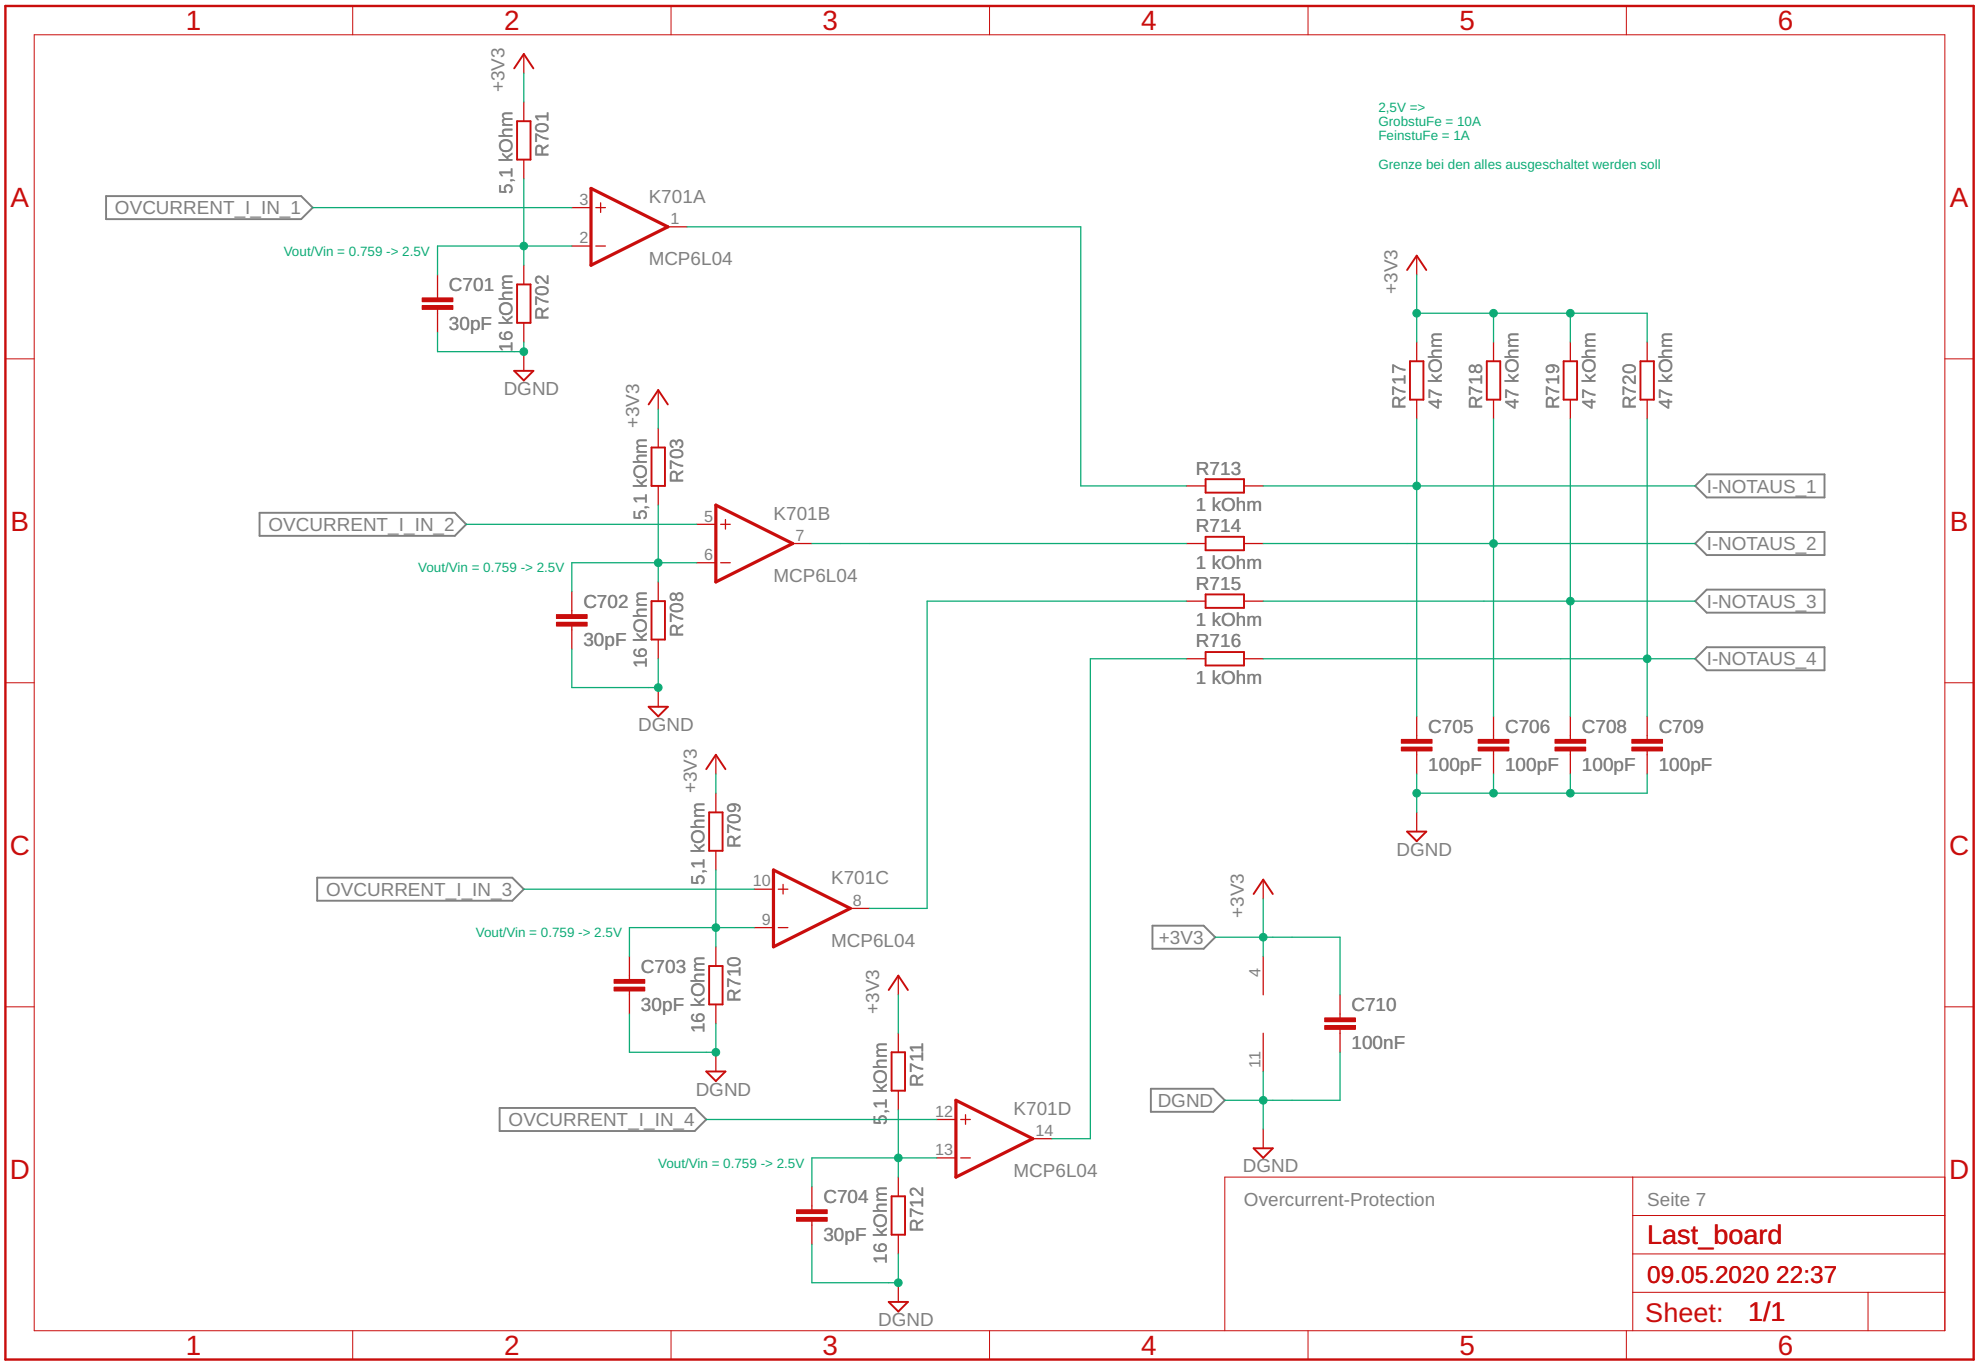 1 2 3 4 5 6
A A
B B
C C
D D
+3V3
5,1 kOhm
R701
OVCURRENT_I_IN_1
3
2
K701A
1
MCP6L04
Vout/Vin = 0.759 -> 2.5V
C701
30pF
16 kOhm
R702
DGND
2,5V =>
GrobstuFe = 10A
FeinstuFe = 1A
Grenze bei den alles ausgeschaltet werden soll
+3V3
5,1 kOhm
R703
OVCURRENT_I_IN_2
5
6
K701B
7
MCP6L04
Vout/Vin = 0.759 -> 2.5V
C702
30pF
16 kOhm
R708
DGND
+3V3
R717
47 kOhm
R718
47 kOhm
R719
47 kOhm
R720
47 kOhm
R713
1 kOhm
R714
1 kOhm
R715
1 kOhm
R716
1 kOhm
I-NOTAUS_1
I-NOTAUS_2
I-NOTAUS_3
I-NOTAUS_4
C705
100pF
C706
100pF
C708
100pF
C709
100pF
DGND
+3V3
5,1 kOhm
R709
OVCURRENT_I_IN_3
10
9
K701C
8
MCP6L04
Vout/Vin = 0.759 -> 2.5V
C703
30pF
16 kOhm
R710
DGND
+3V3
5,1 kOhm
R711
OVCURRENT_I_IN_4
12
13
K701D
14
MCP6L04
Vout/Vin = 0.759 -> 2.5V
C704
30pF
16 kOhm
R712
DGND
+3V3
+3V3
4
11
C710
100nF
DGND
DGND
Overcurrent-Protection
Seite 7
Last_board
09.05.2020 22:37
Sheet: 1/1
1 2 3 4 5 6